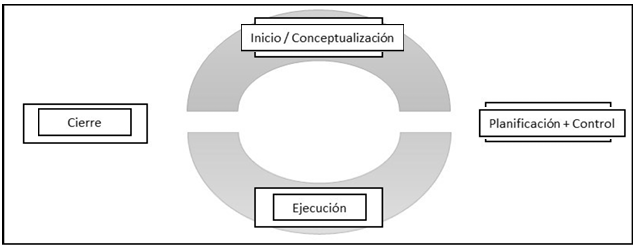 Inicio / Conceptualización
Cierre
Planificación + Control
Ejecución